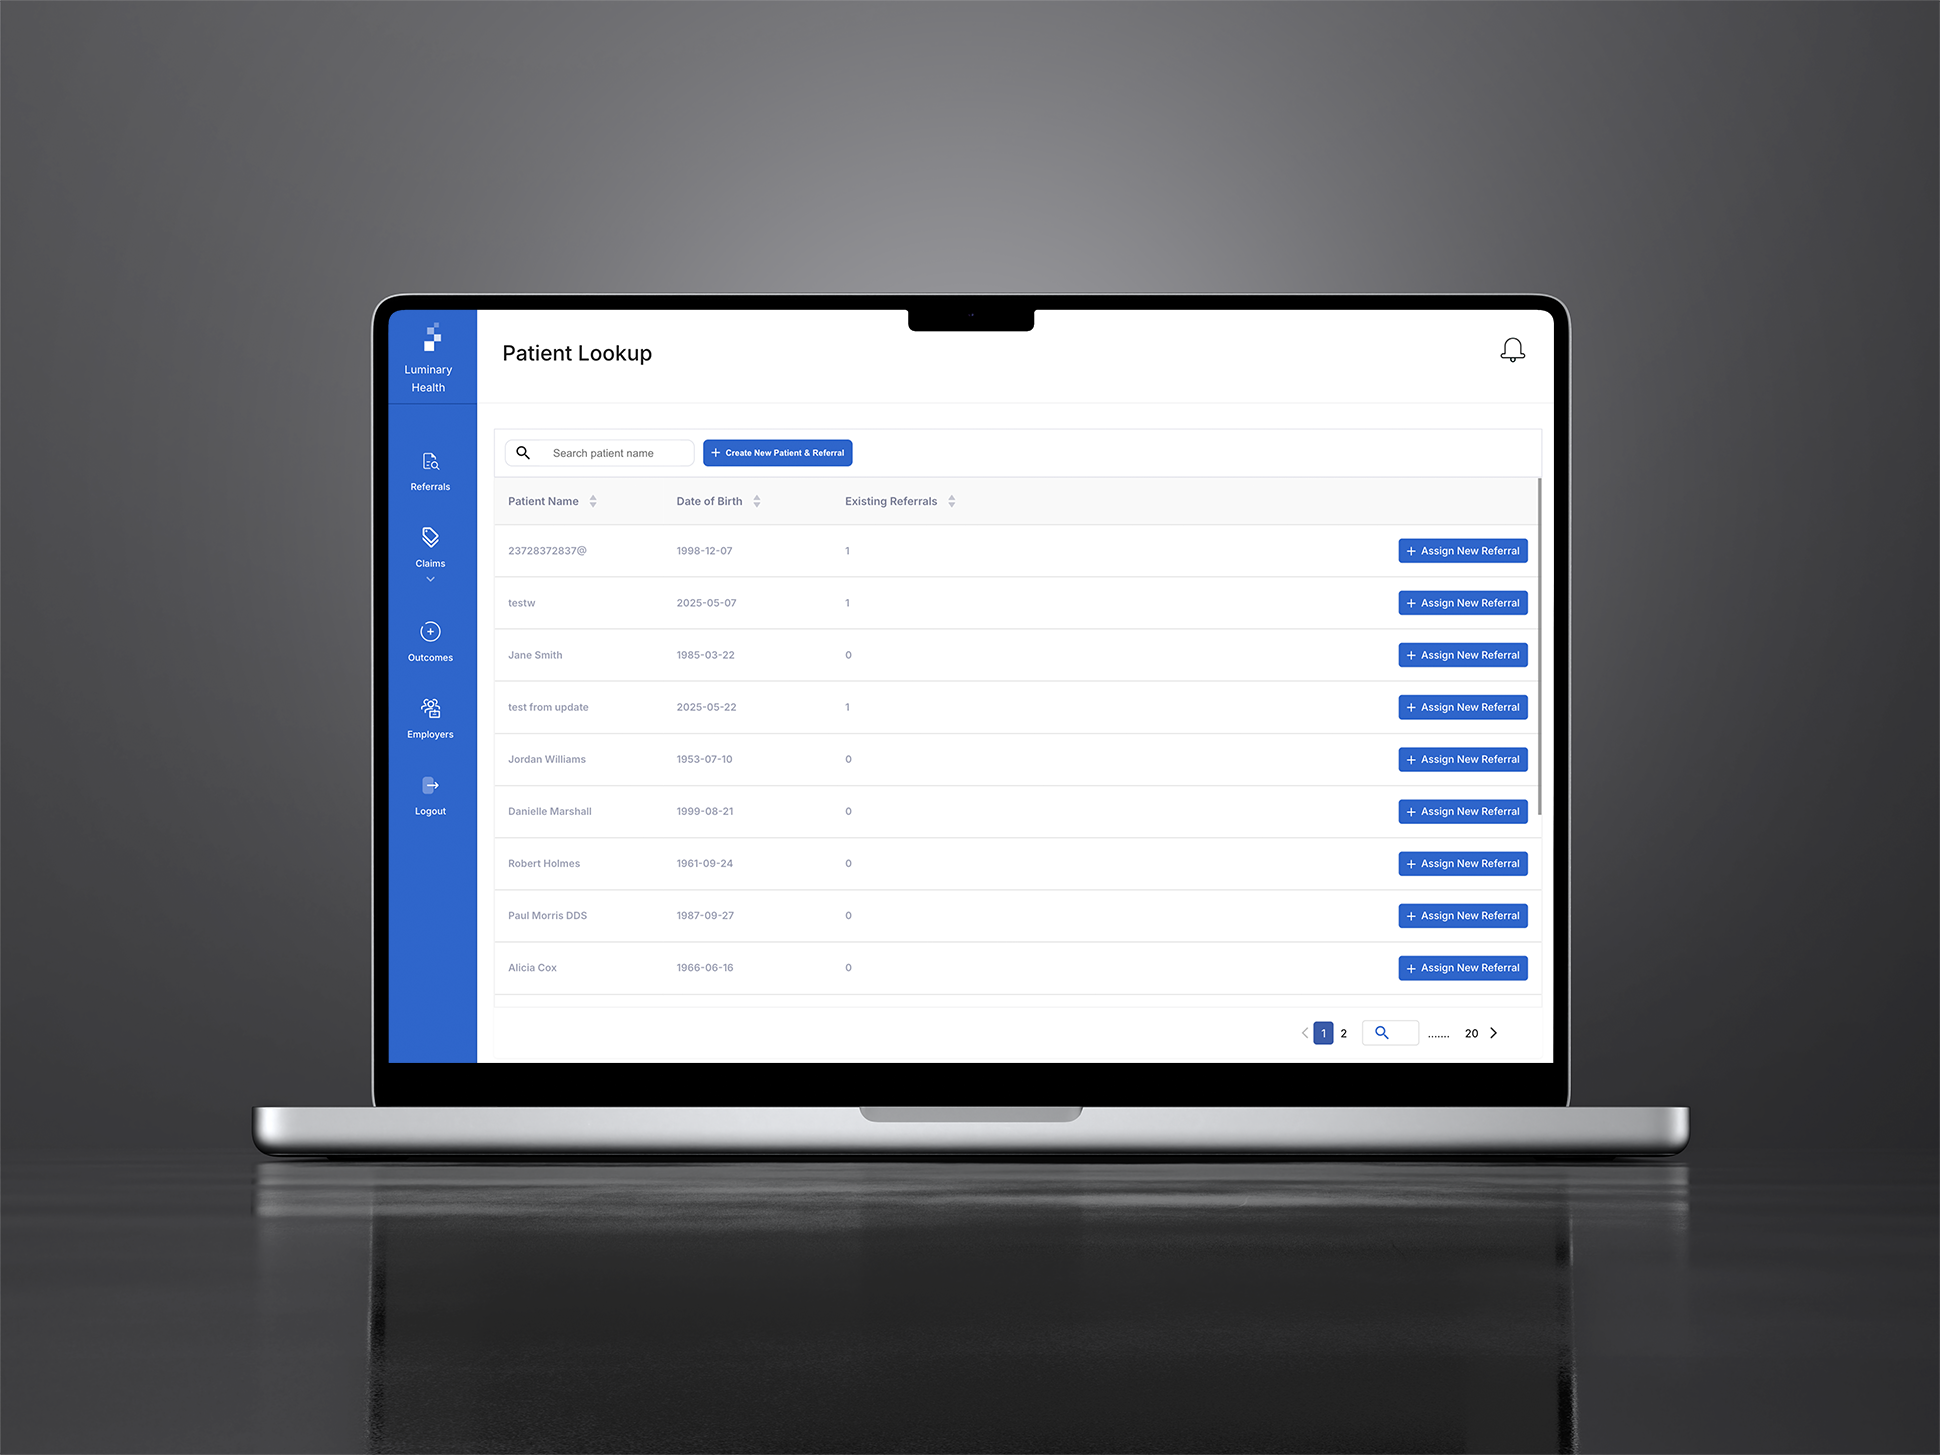 Luminary
Health
Patient Lookup
Referrals
Claims
Outcomes
Employers
Logout
Search patient name
+ Create New Patient & Referral
Patient Name Date of Birth Existing Referrals
23728372837@ 1998-12-07 1 + Assign New Referral
testw 2025-05-07 1 + Assign New Referral
Jane Smith 1985-03-22 0 + Assign New Referral
test from update 2025-05-22 1 + Assign New Referral
Jordan Williams 1953-07-10 0 + Assign New Referral
Danielle Marshall 1999-08-21 0 + Assign New Referral
Robert Holmes 1961-09-24 0 + Assign New Referral
Paul Morris DDS 1987-09-27 0 + Assign New Referral
Alicia Cox 1966-06-16 0 + Assign New Referral
1 2 ....... 20